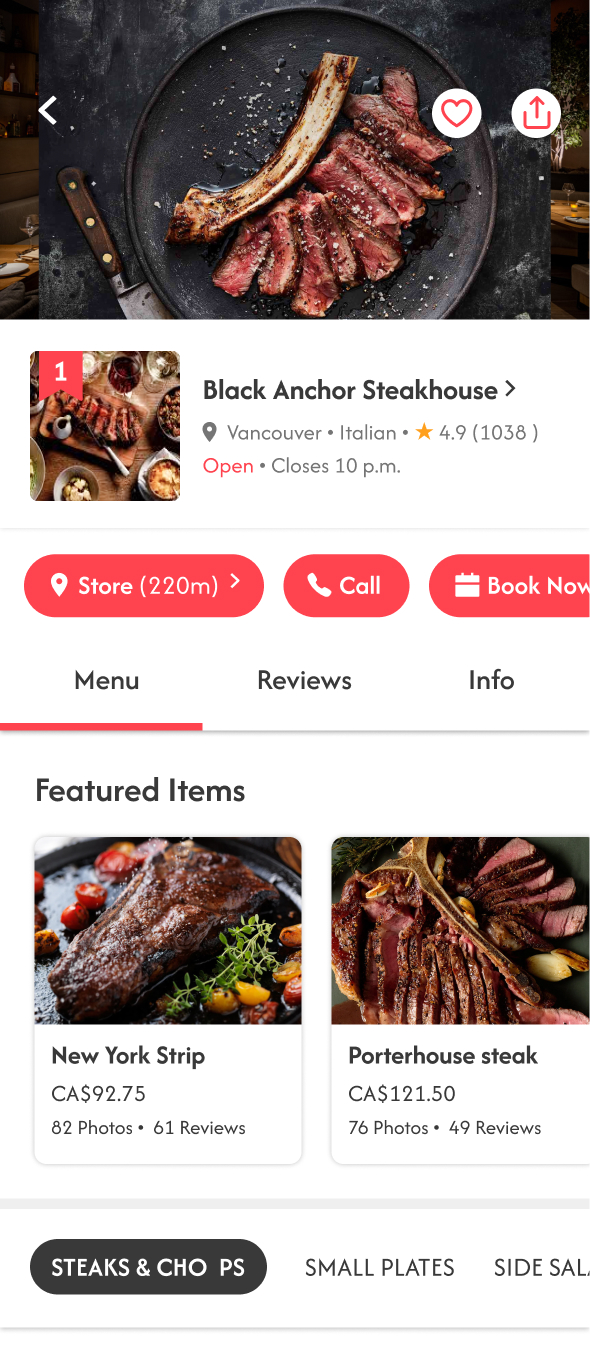 1
Black Anchor Steakhouse
Vancouver • Italian • ★ 4.9 (1038 )
Open • Closes 10 p.m.
Store (220m)
Call
Book Now
Menu
Reviews
Info
Featured Items
New York Strip
CA$92.75
82 Photos • 61 Reviews
Porterhouse steak
CA$121.50
76 Photos • 49 Reviews
STEAKS & CHO PS
SMALL PLATES
SIDE SAL